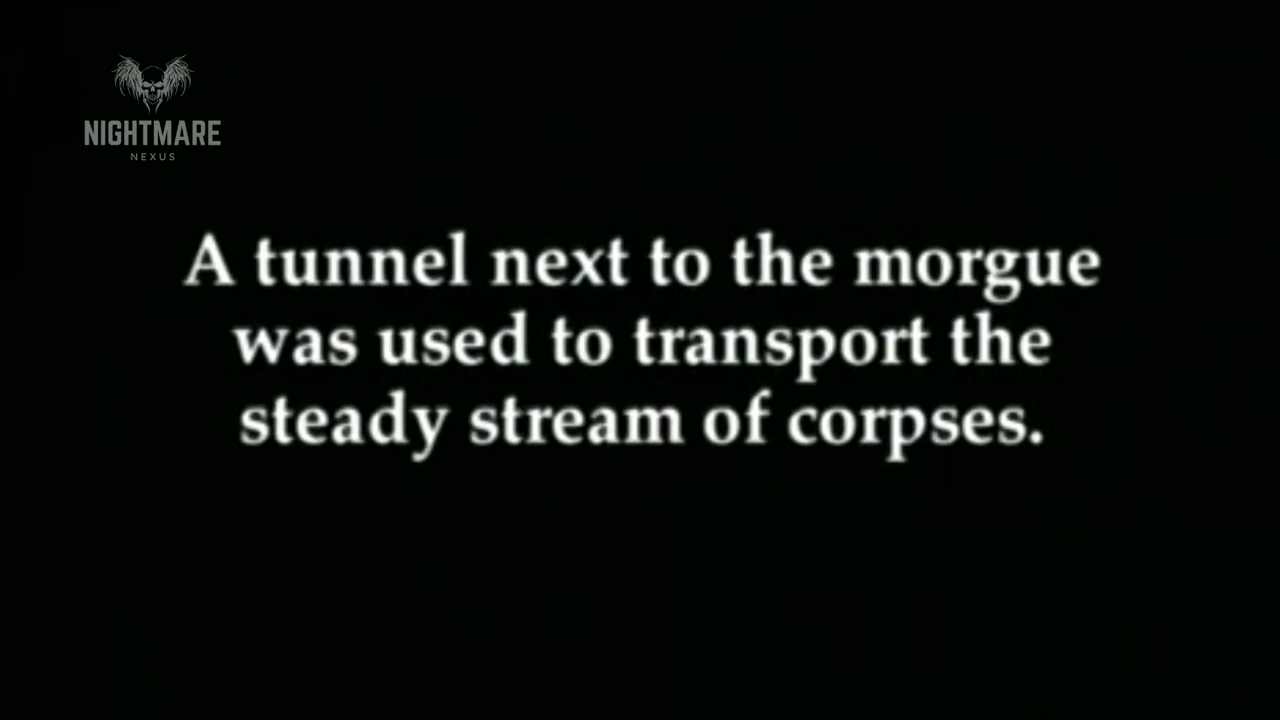 NIGHTMARE
NEXUS
A tunnel next to the morgue
was used to transport the
steady stream of corpses.